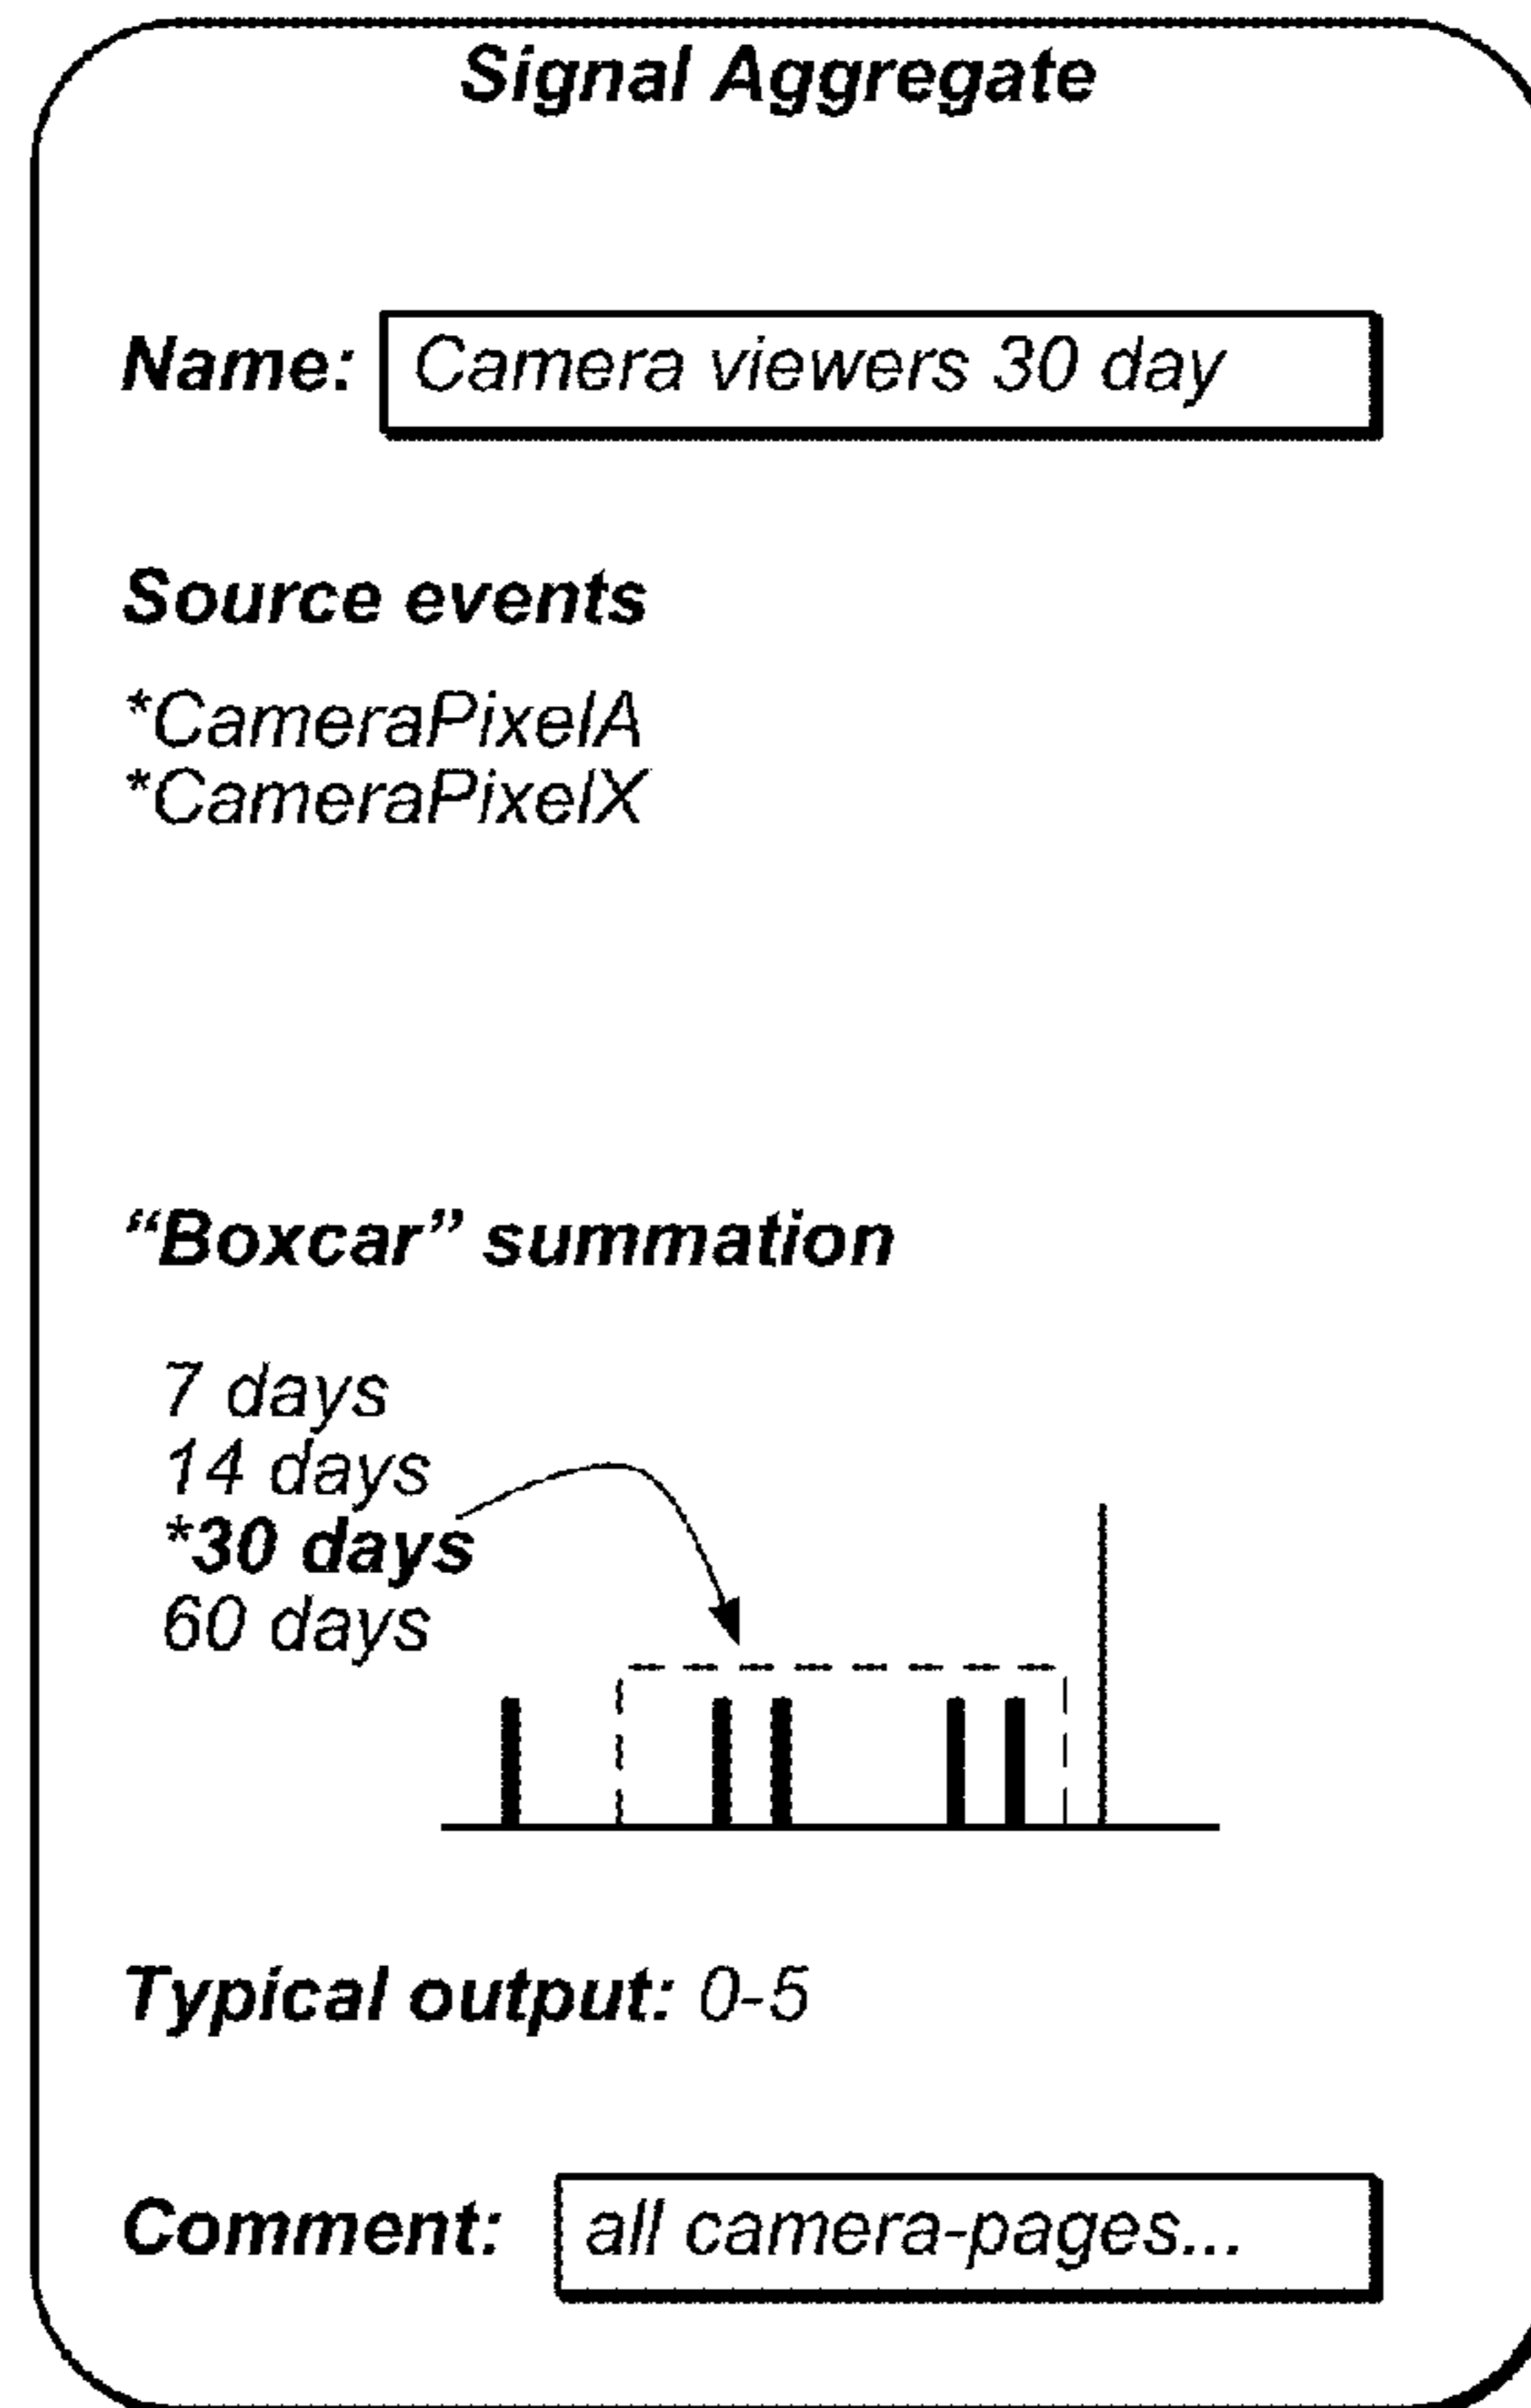 Signal Aggregate
Name: Camera viewers 30 day
Source events
*CameraPixelA
*CameraPixelX
“Boxcar” summation
7 days
14 days
*30 days
60 days
Typical output: 0-5
Comment: all camera-pages...